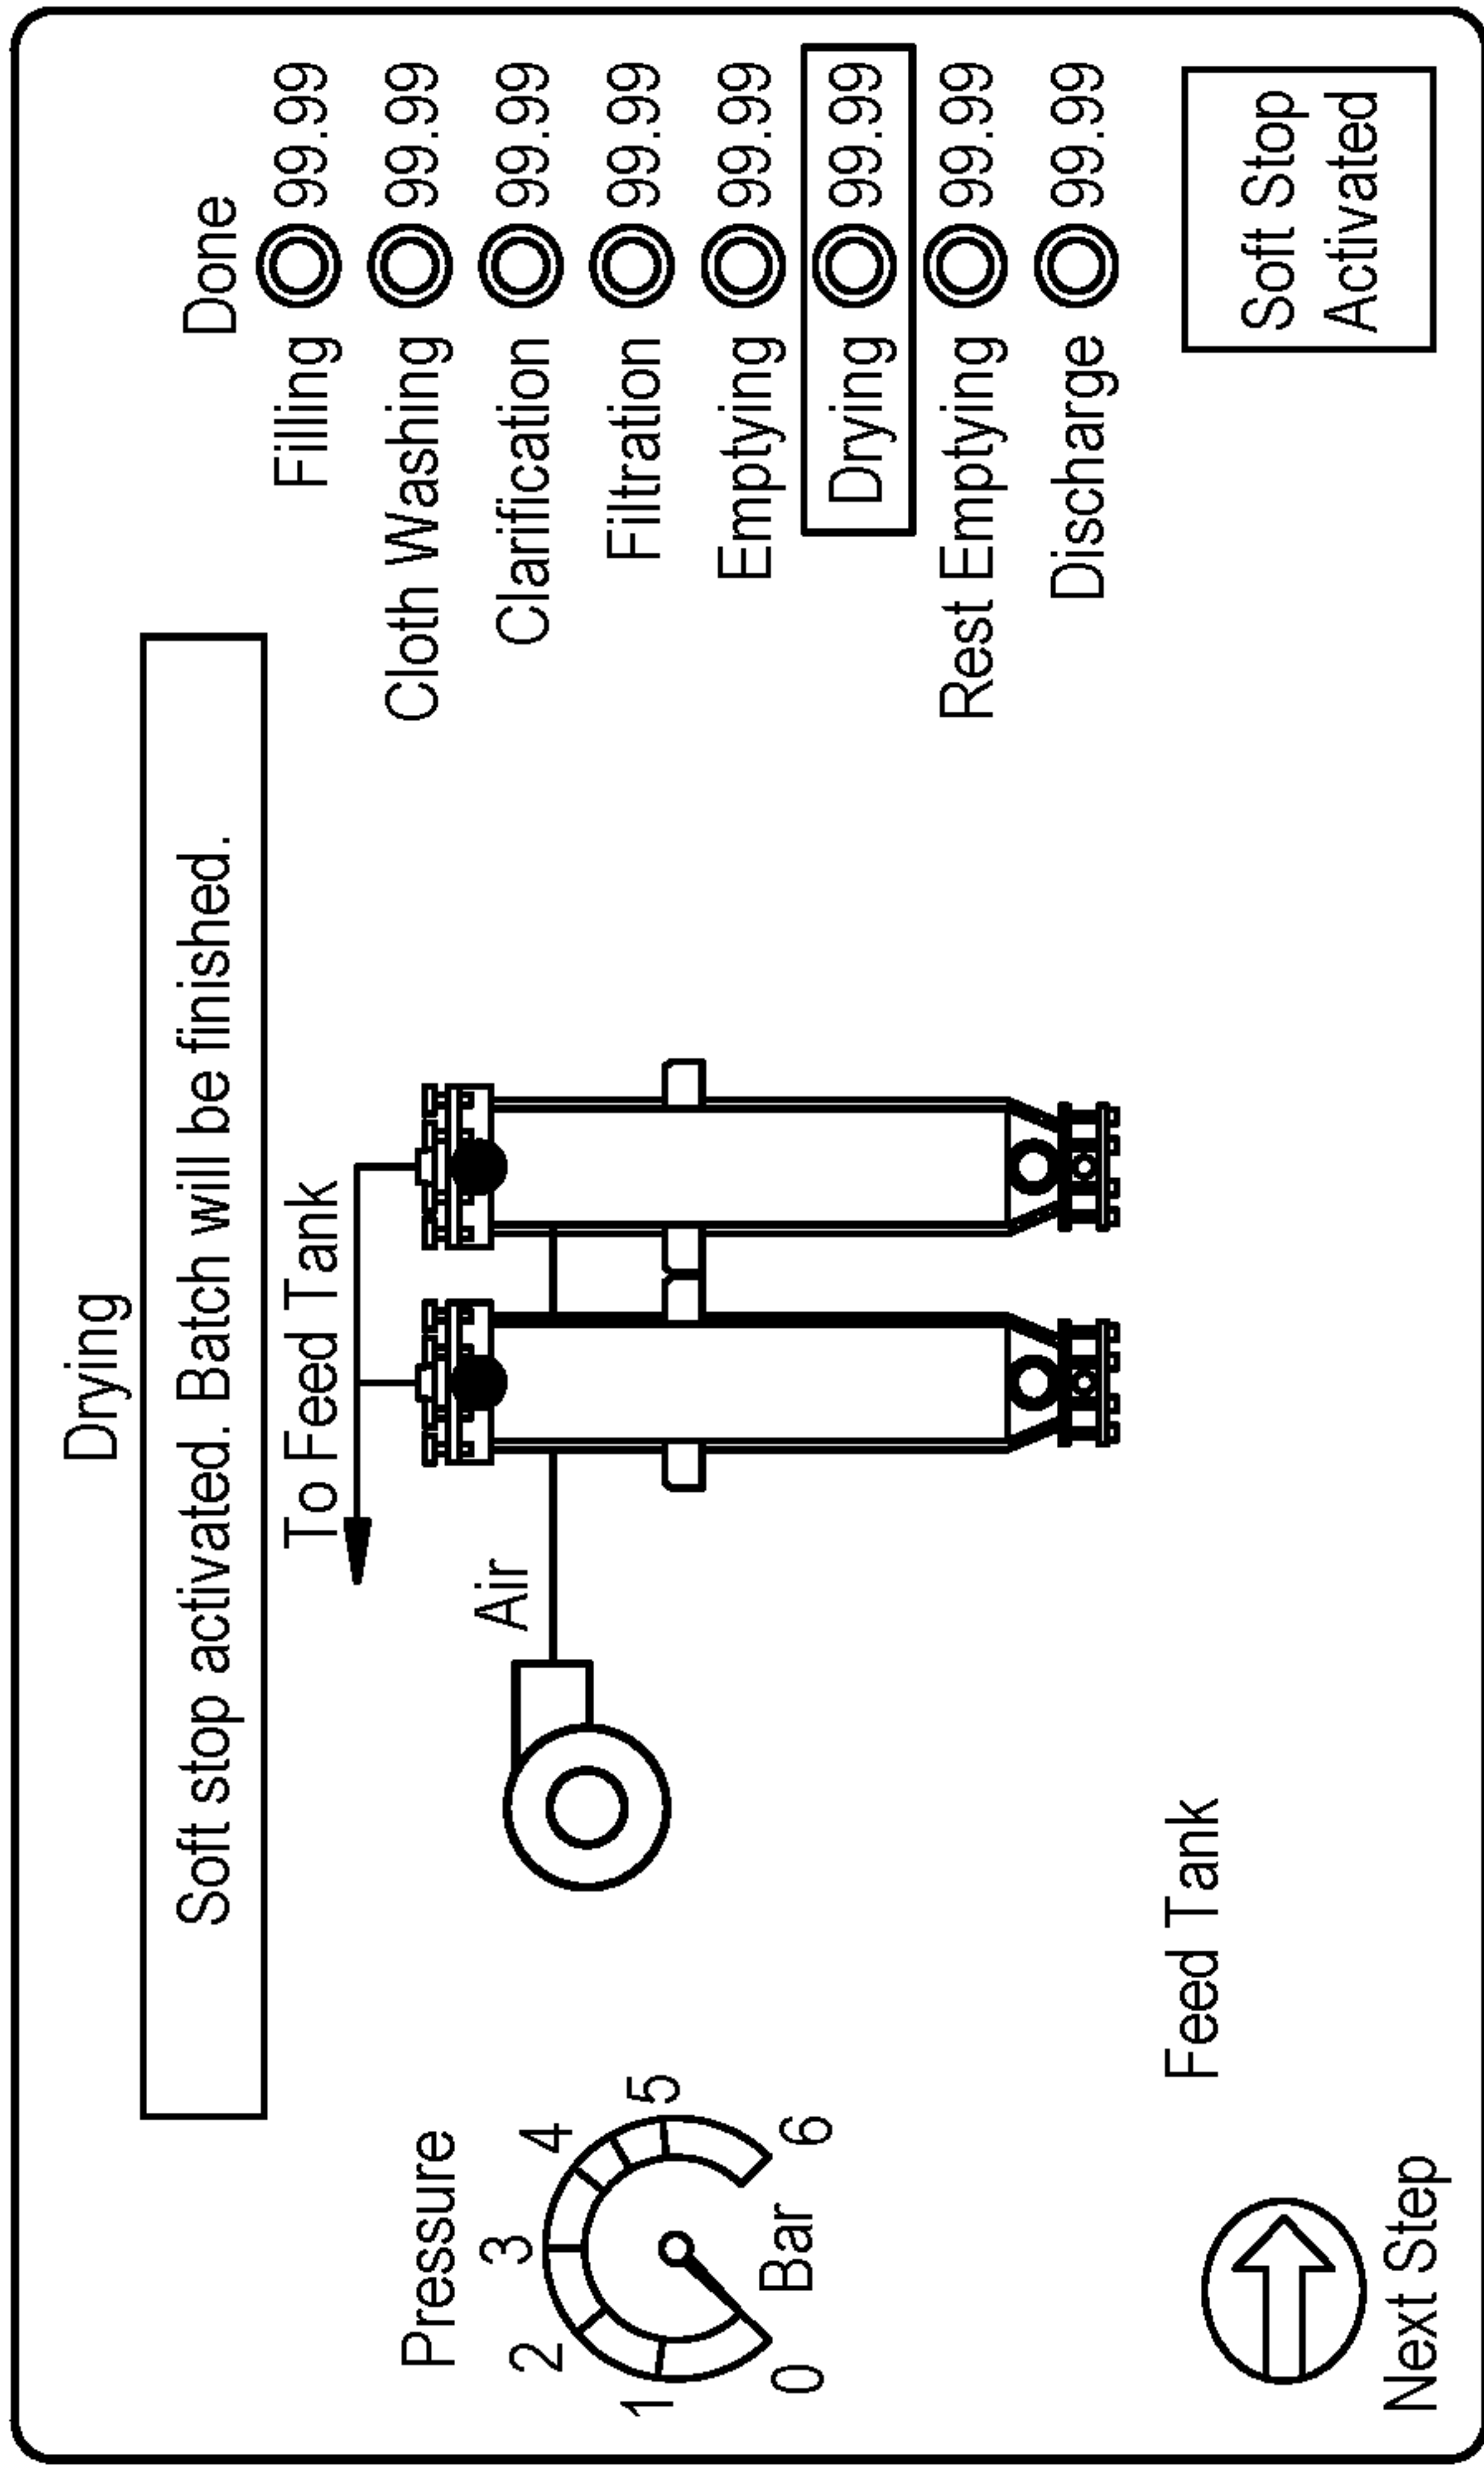 Drying
Soft stop activated. Batch will be finished.
Done
To Feed Tank
Filling 99.99
Cloth Washing 99.99
Clarification 99.99
Filtration 99.99
Emptying 99.99
Drying 99.99
Rest Emptying 99.99
Discharge 99.99
Air
Pressure
0
1
2
3
4
5
6
Bar
Feed Tank
Next Step
Soft Stop
Activated